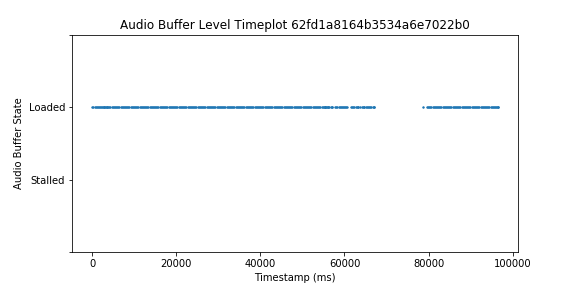 Audio Buffer Level Timeplot 62fd1a8164b3534a6e7022b0
Audio Buffer State
Loaded
Stalled
0 20000 40000 60000 80000 100000
Timestamp (ms)